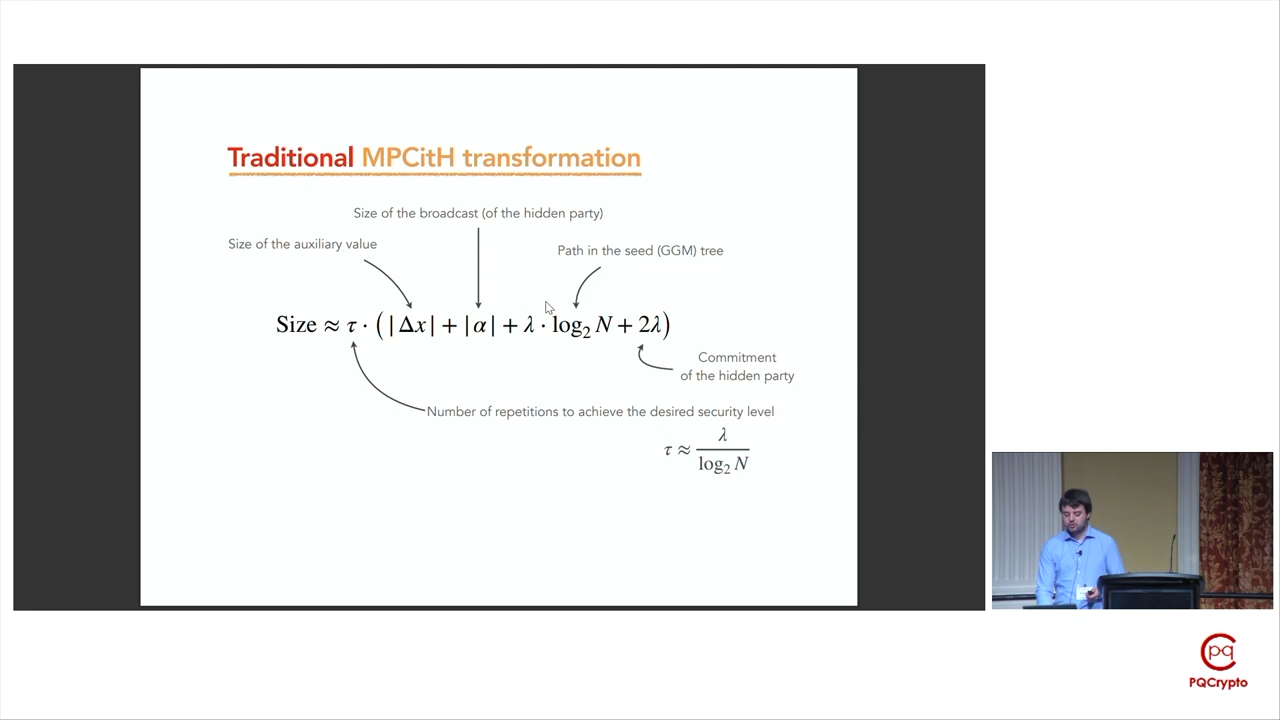 Traditional MPCitH transformation
Size of the broadcast (of the hidden party)
Size of the auxiliary value
Path in the seed (GGM) tree
Size ≈ τ · (|Δx| + |α| + λ · log₂ N + 2λ)
Commitment
of the hidden party)
Number of repetitions to achieve the desired security level
τ ≈ λ / log₂ N
pq
PQCrypto